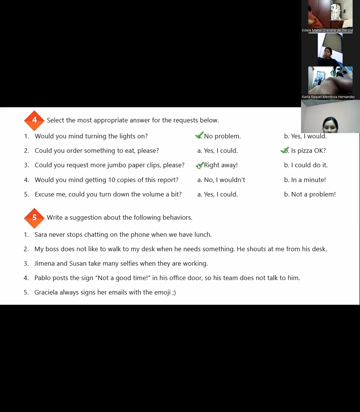 4 Select the most appropriate answer for the requests below.
1. Would you mind turning the lights on? No problem. b. Yes, I would.
2. Could you order something to eat, please? a. Yes, I could. Is pizza OK?
3. Could you request more jumbo paper clips, please? Right away! b. I could do it.
4. Would you mind getting 10 copies of this report? a. No, I wouldn't b. In a minute!
5. Excuse me, could you turn down the volume a bit? a. Yes, I could. b. Not a problem!
5 Write a suggestion about the following behaviors.
1. Sara never stops chatting on the phone when we have lunch.
2. My boss does not like to walk to my desk when he needs something. He shouts at me from his desk.
3. Jimena and Susan take many selfies when they are working.
4. Pablo posts the sign "Not a good time!" in his office door, so his team does not talk to him.
5. Graciela always signs her emails with the emoji ;)